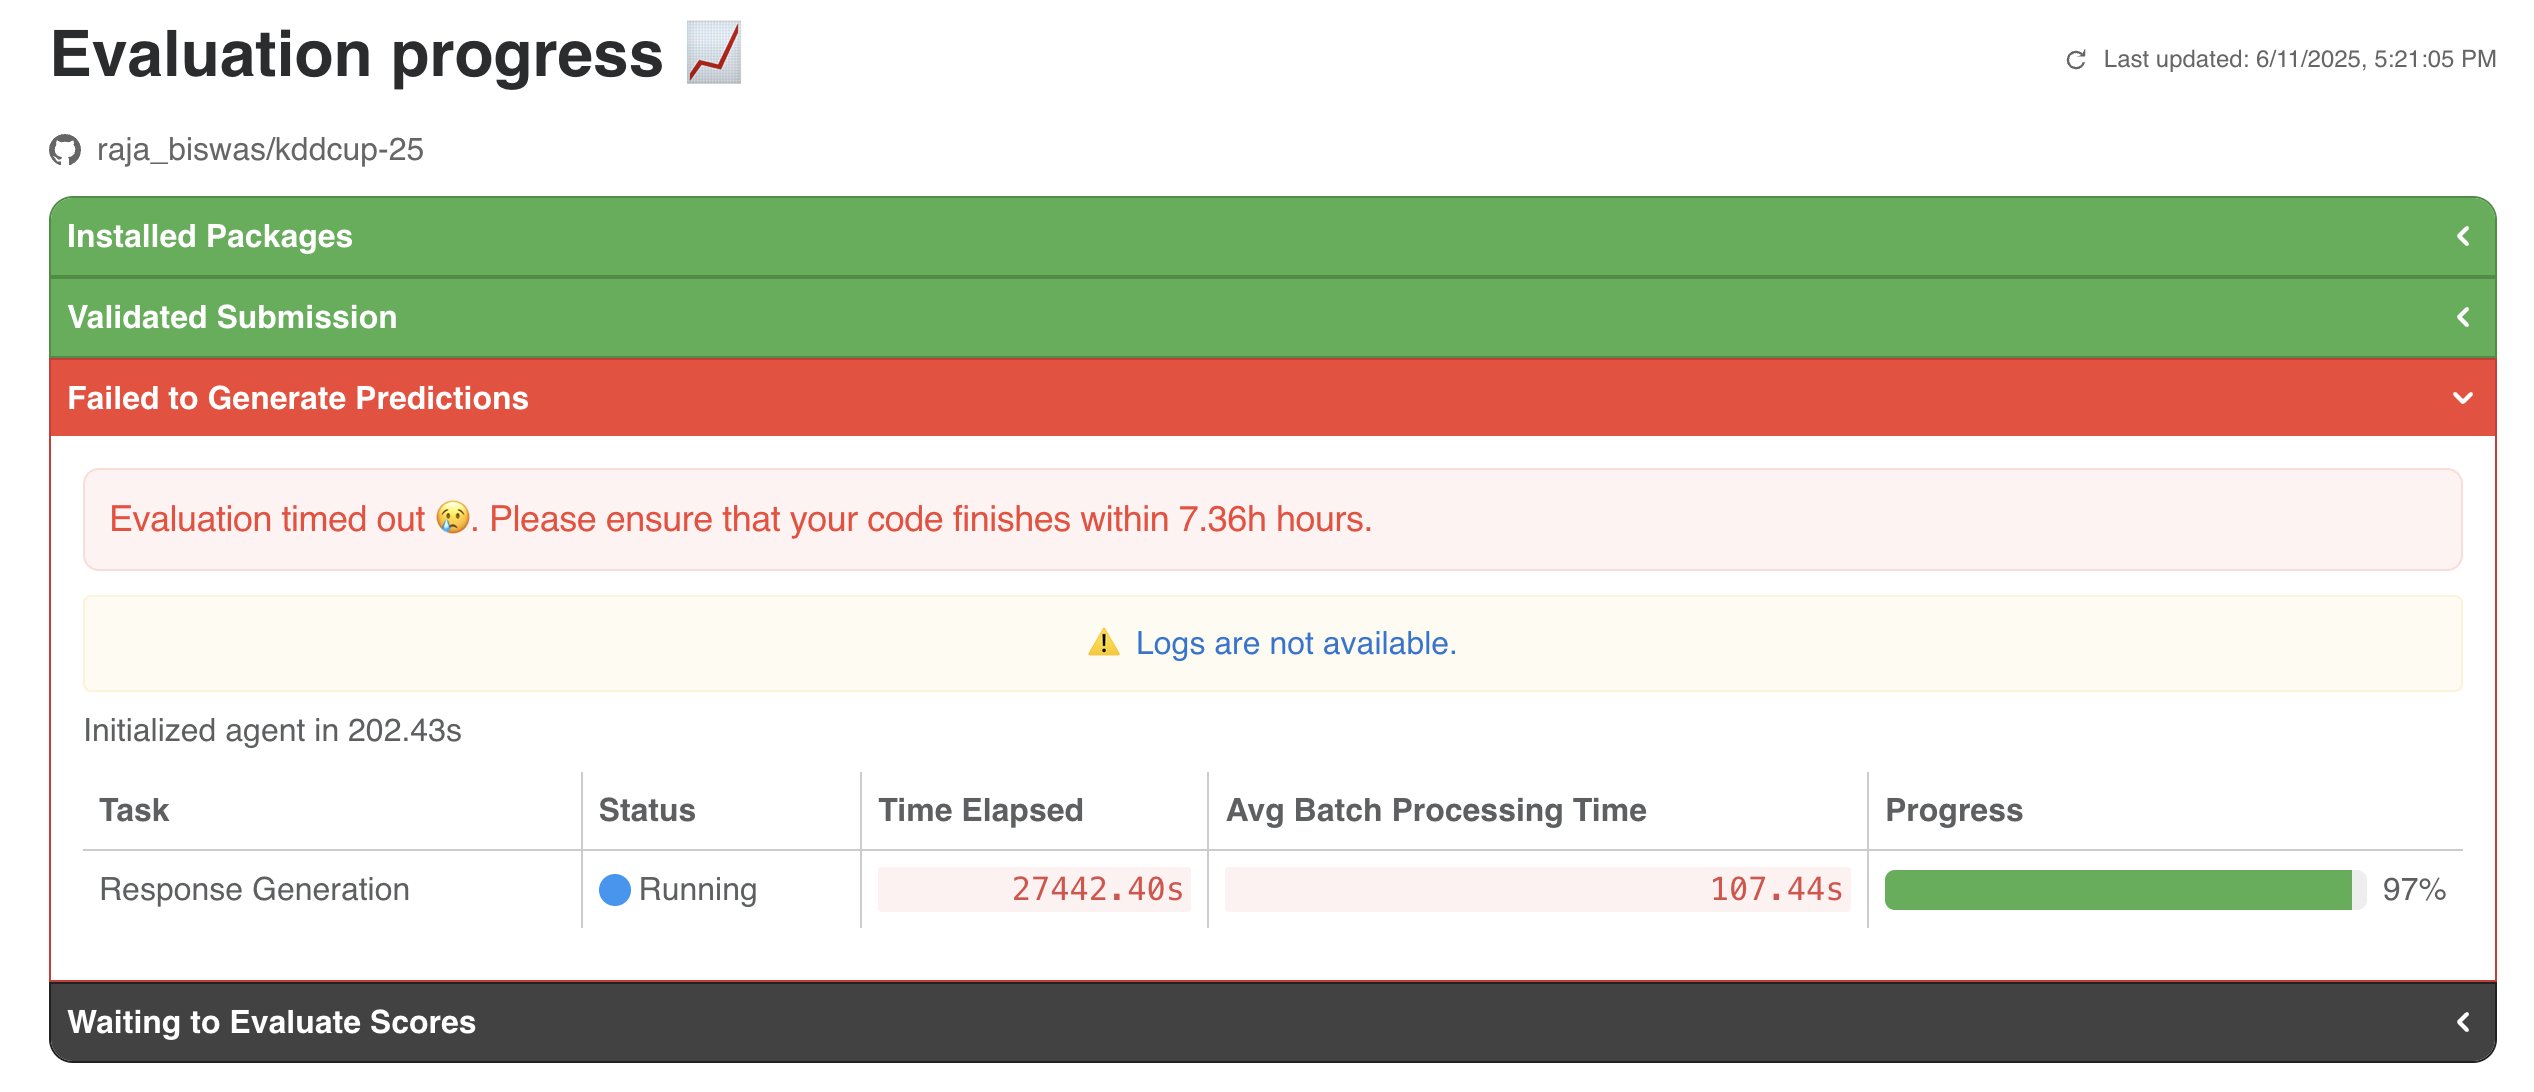 Evaluation progress 📈
Last updated: 6/11/2025, 5:21:05 PM
raja_biswas/kddcup-25
Installed Packages
Validated Submission
Failed to Generate Predictions
Evaluation timed out 😢. Please ensure that your code finishes within 7.36h hours.
⚠️ Logs are not available.
Initialized agent in 202.43s
Task Status Time Elapsed Avg Batch Processing Time Progress
Response Generation Running 27442.40s 107.44s 97%
Waiting to Evaluate Scores